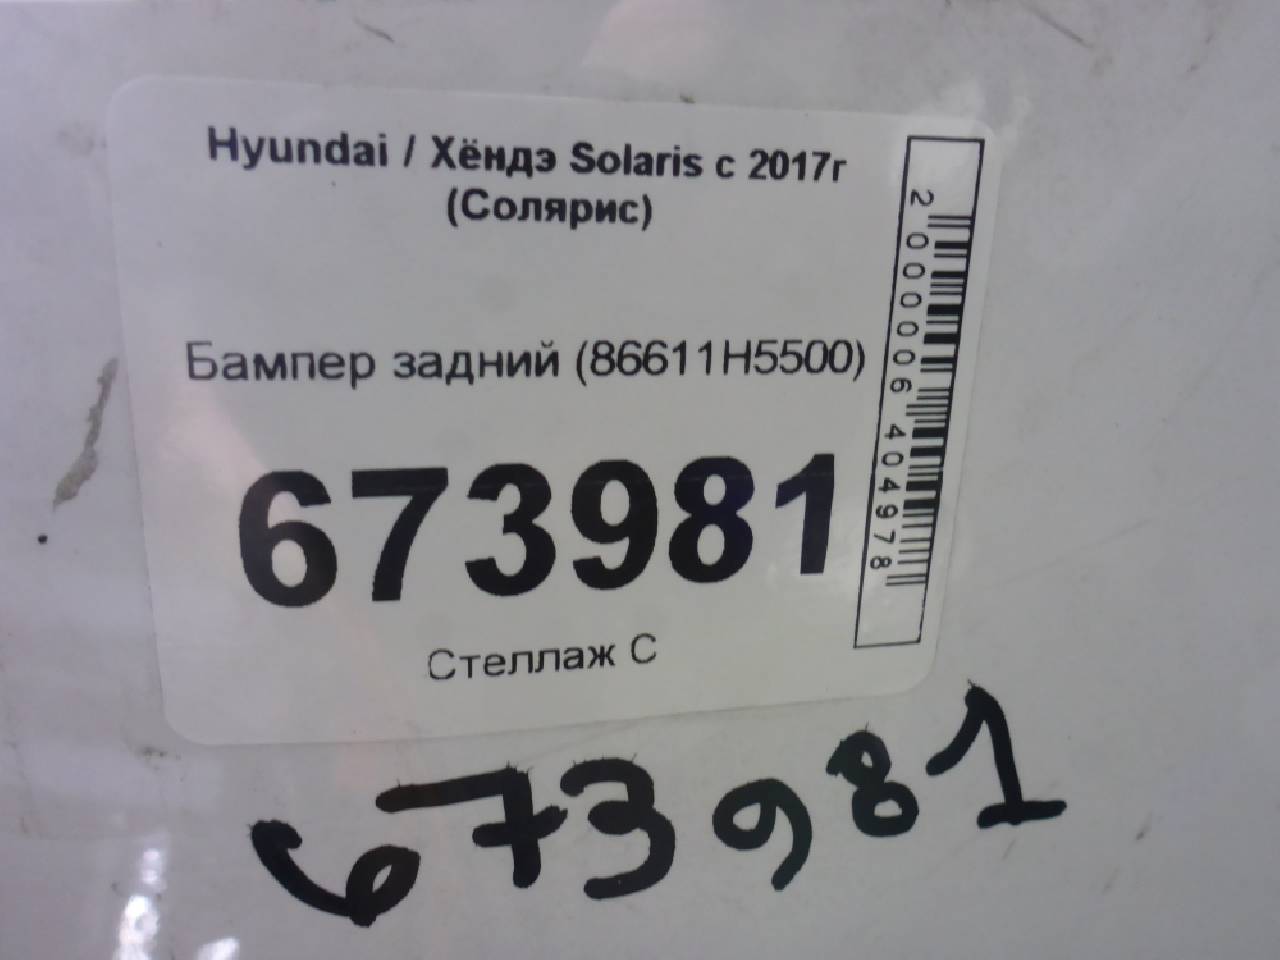 Hyundai / Хёндэ Solaris с 2017г
(Солярис)
Бампер задний (86611H5500)
673981
Стеллаж С
2000006404978
673981